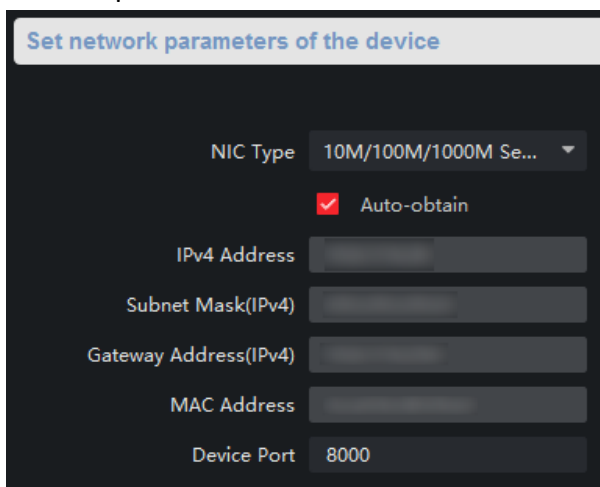 Set network parameters of the device
NIC Type 10M/100M/1000M Se...
Auto-obtain
IPv4 Address
Subnet Mask(IPv4)
Gateway Address(IPv4)
MAC Address
Device Port 8000